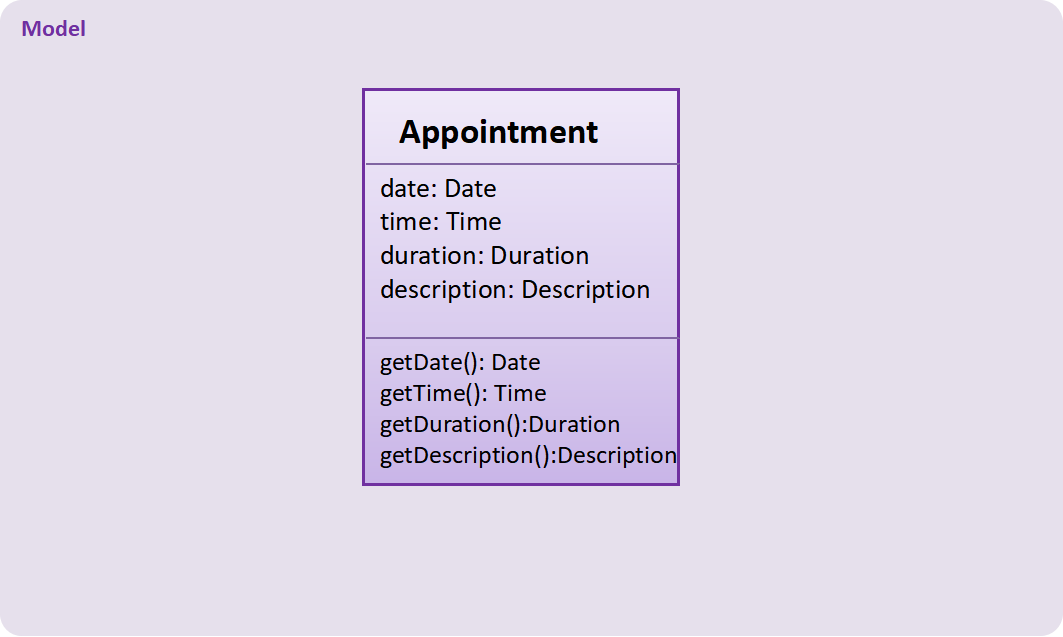 Model
Appointment
date: Date
time: Time
duration: Duration
description: Description
getDate(): Date
getTime(): Time
getDuration():Duration
getDescription():Description